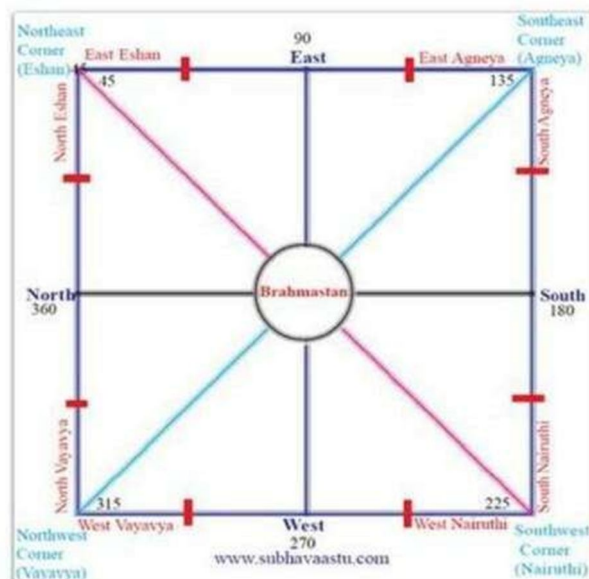 Northeast
Corner
(Eshan)
East Eshan
90
East
East Agneya
Southeast
Corner
(Agneya)
45
45
135
North Eshan
South Agneya
North
360
Brahmastan
South
180
North Vayavya
South Nairuthi
315
225
West Vayavya
West
270
West Nairuthi
Northwest
Corner
(Vayavya)
www.subhavaastu.com
Southwest
Corner
(Nairuthi)